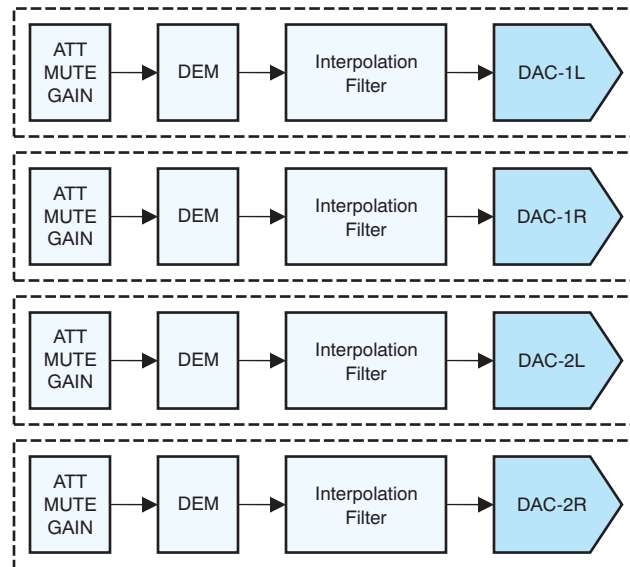 ATT
MUTE
GAIN
DEM
Interpolation
Filter
DAC-1L
ATT
MUTE
GAIN
DEM
Interpolation
Filter
DAC-1R
ATT
MUTE
GAIN
DEM
Interpolation
Filter
DAC-2L
ATT
MUTE
GAIN
DEM
Interpolation
Filter
DAC-2R